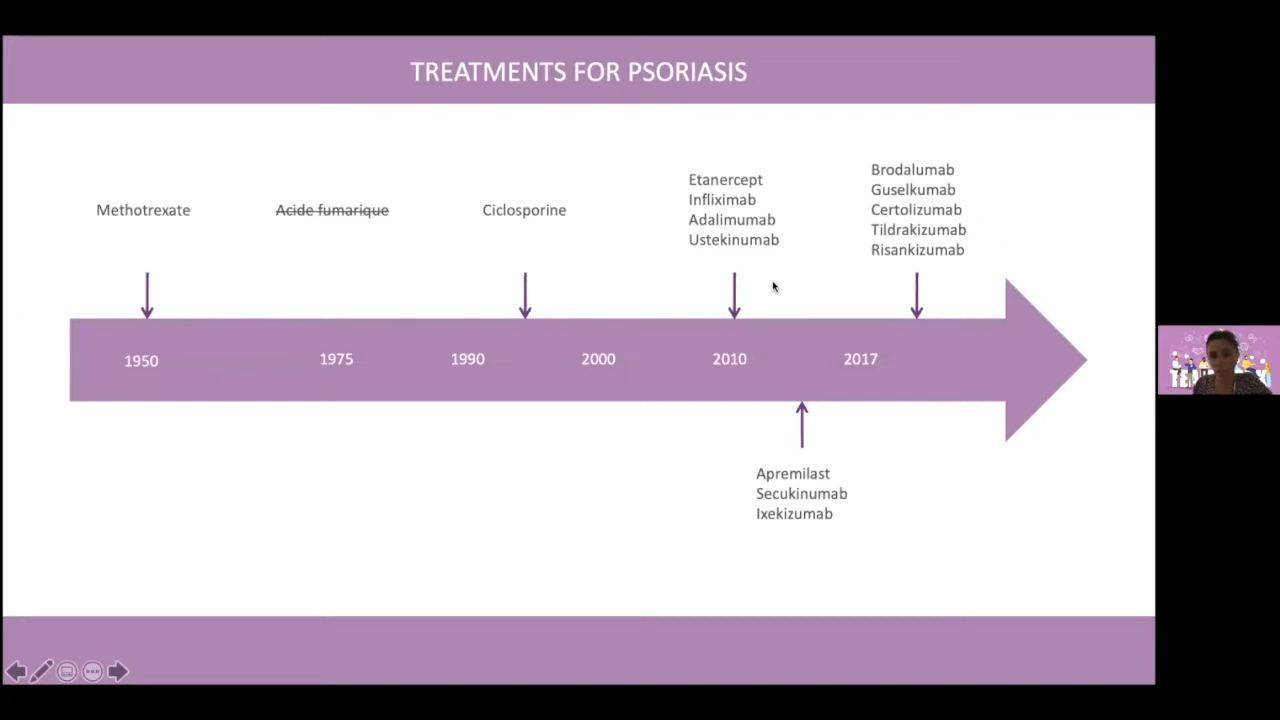 TREATMENTS FOR PSORIASIS
Methotrexate
Acide fumarique
Ciclosporine
Etanercept
Infliximab
Adalimumab
Ustekinumab
Brodalumab
Guselkumab
Certolizumab
Tildrakizumab
Risankizumab
1950
1975
1990
2000
2010
2017
Apremilast
Secukinumab
Ixekizumab